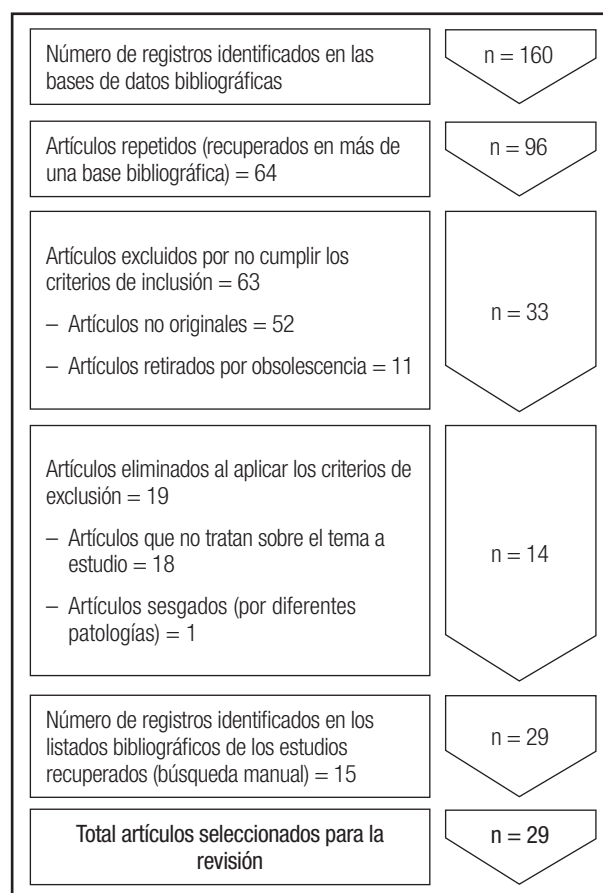 Número de registros identificados en las
bases de datos bibliográficas
n = 160
Artículos repetidos (recuperados en más de
una base bibliográfica) = 64
n = 96
Artículos excluidos por no cumplir los
criterios de inclusión = 63
– Artículos no originales = 52
– Artículos retirados por obsolescencia = 11
n = 33
Artículos eliminados al aplicar los criterios de
exclusión = 19
– Artículos que no tratan sobre el tema a
estudio = 18
– Artículos sesgados (por diferentes
patologías) = 1
n = 14
Número de registros identificados en los
listados bibliográficos de los estudios
recuperados (búsqueda manual) = 15
n = 29
Total artículos seleccionados para la
revisión
n = 29